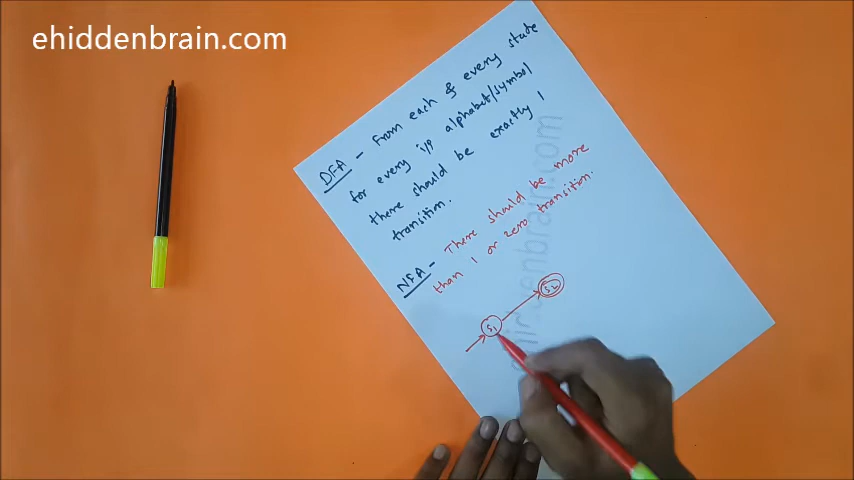 ehiddenbrain.com
DFA - From each & every state
for every i/p alphabet/symbol
there should be exactly 1
transition.
NFA - There should be more
than 1 or zero transition.
S2
S1